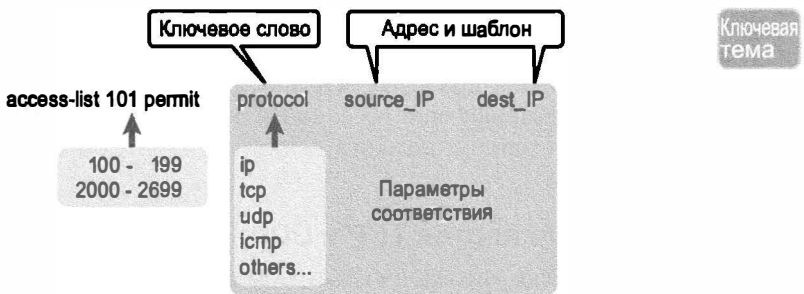 Ключевое слово
Адрес и шаблон
Ключевая
тема
access-list 101 permit protocol source_IP dest_IP
100 - 199
2000 - 2699
ip
tcp
udp
icmp
others...
Параметры
соответствия